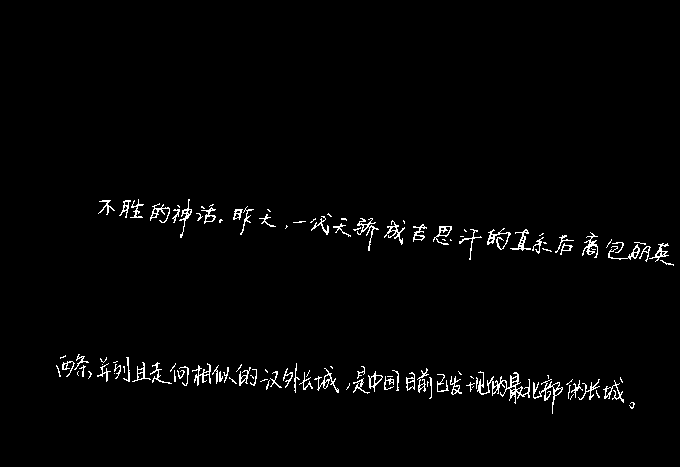 不胜的神话.昨天,一代天骄成吉思汗的直系后裔包丽英
两条并列且走向相似的汉外长城,是中国目前已发现的最北部的长城。